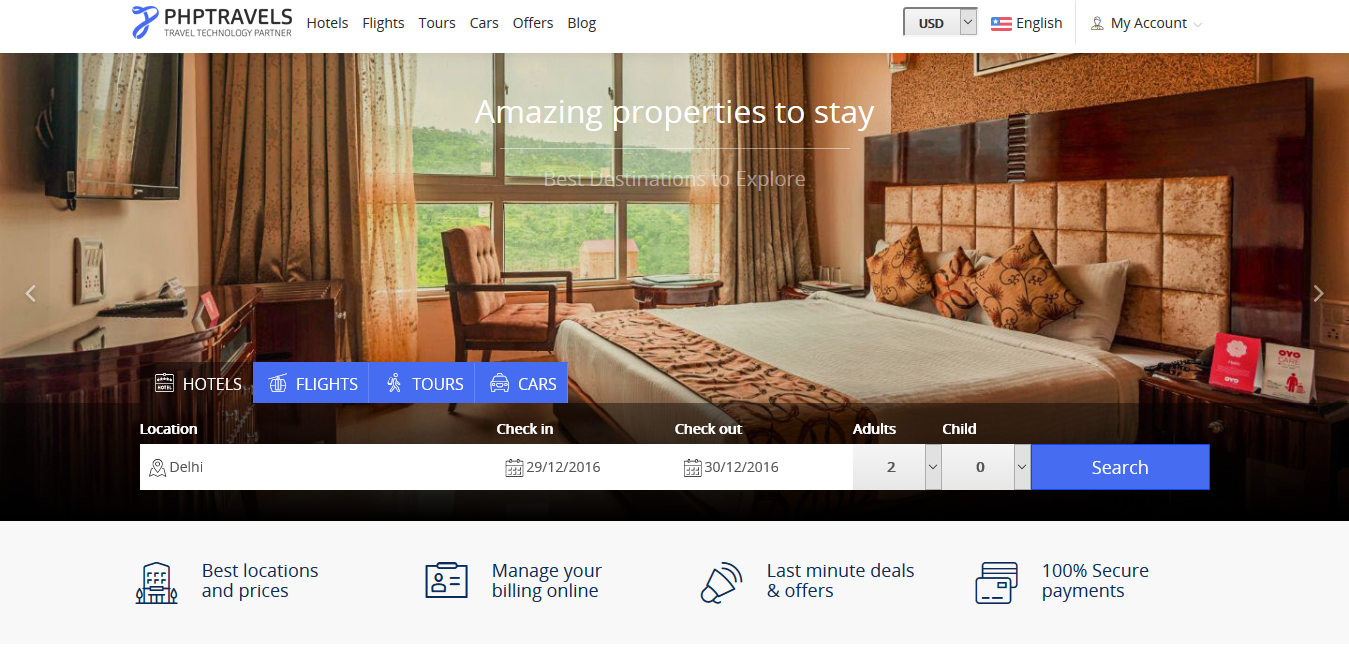 PHPTRAVELS
TRAVEL TECHNOLOGY PARTNER
Hotels Flights Tours Cars Offers Blog
USD
English
My Account
Amazing properties to stay
Best Destinations to Explore
OYO
OYO
CARE
HOTELS FLIGHTS TOURS CARS
Location Check in Check out Adults Child
Delhi 29/12/2016 30/12/2016 2 0 Search
Best locations
and prices
Manage your
billing online
Last minute deals
& offers
100% Secure
payments